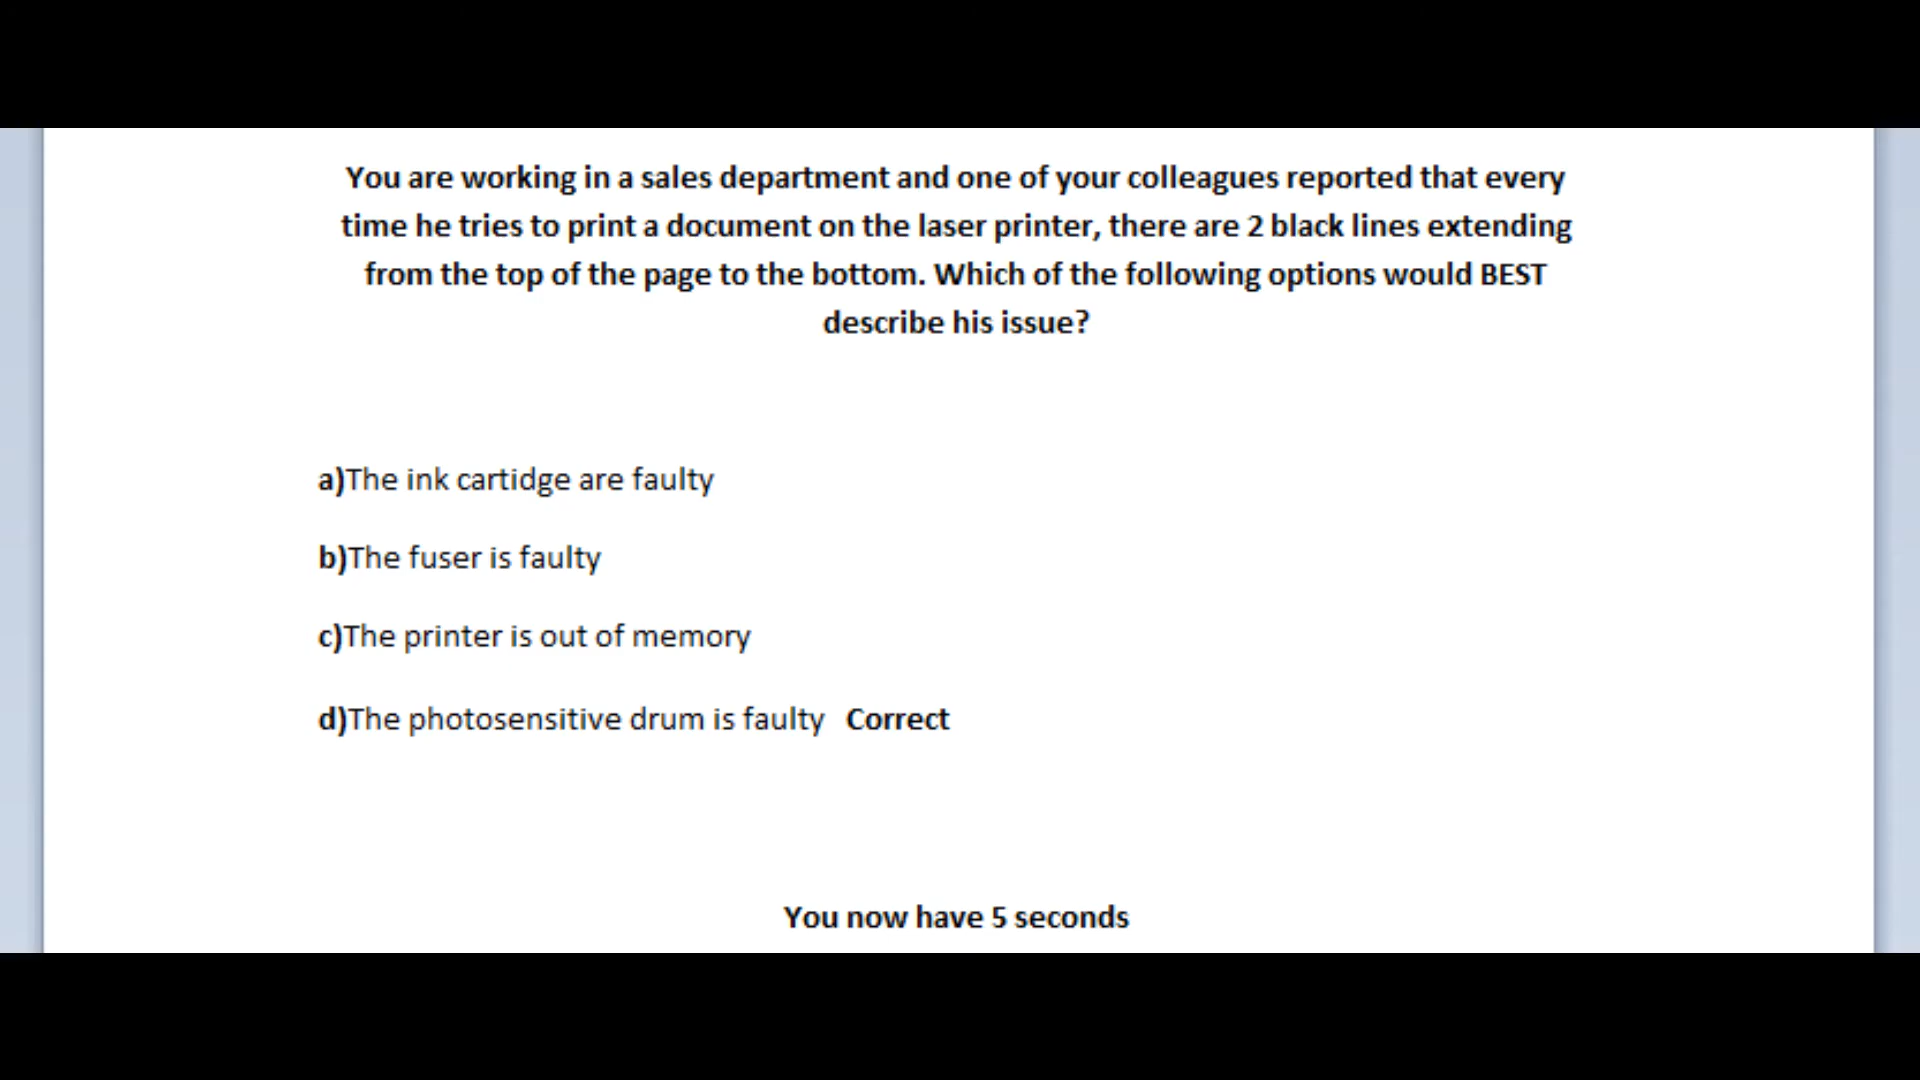 You are working in a sales department and one of your colleagues reported that every
time he tries to print a document on the laser printer, there are 2 black lines extending
from the top of the page to the bottom. Which of the following options would BEST
describe his issue?
a)The ink cartidge are faulty
b)The fuser is faulty
c)The printer is out of memory
d)The photosensitive drum is faulty Correct
You now have 5 seconds